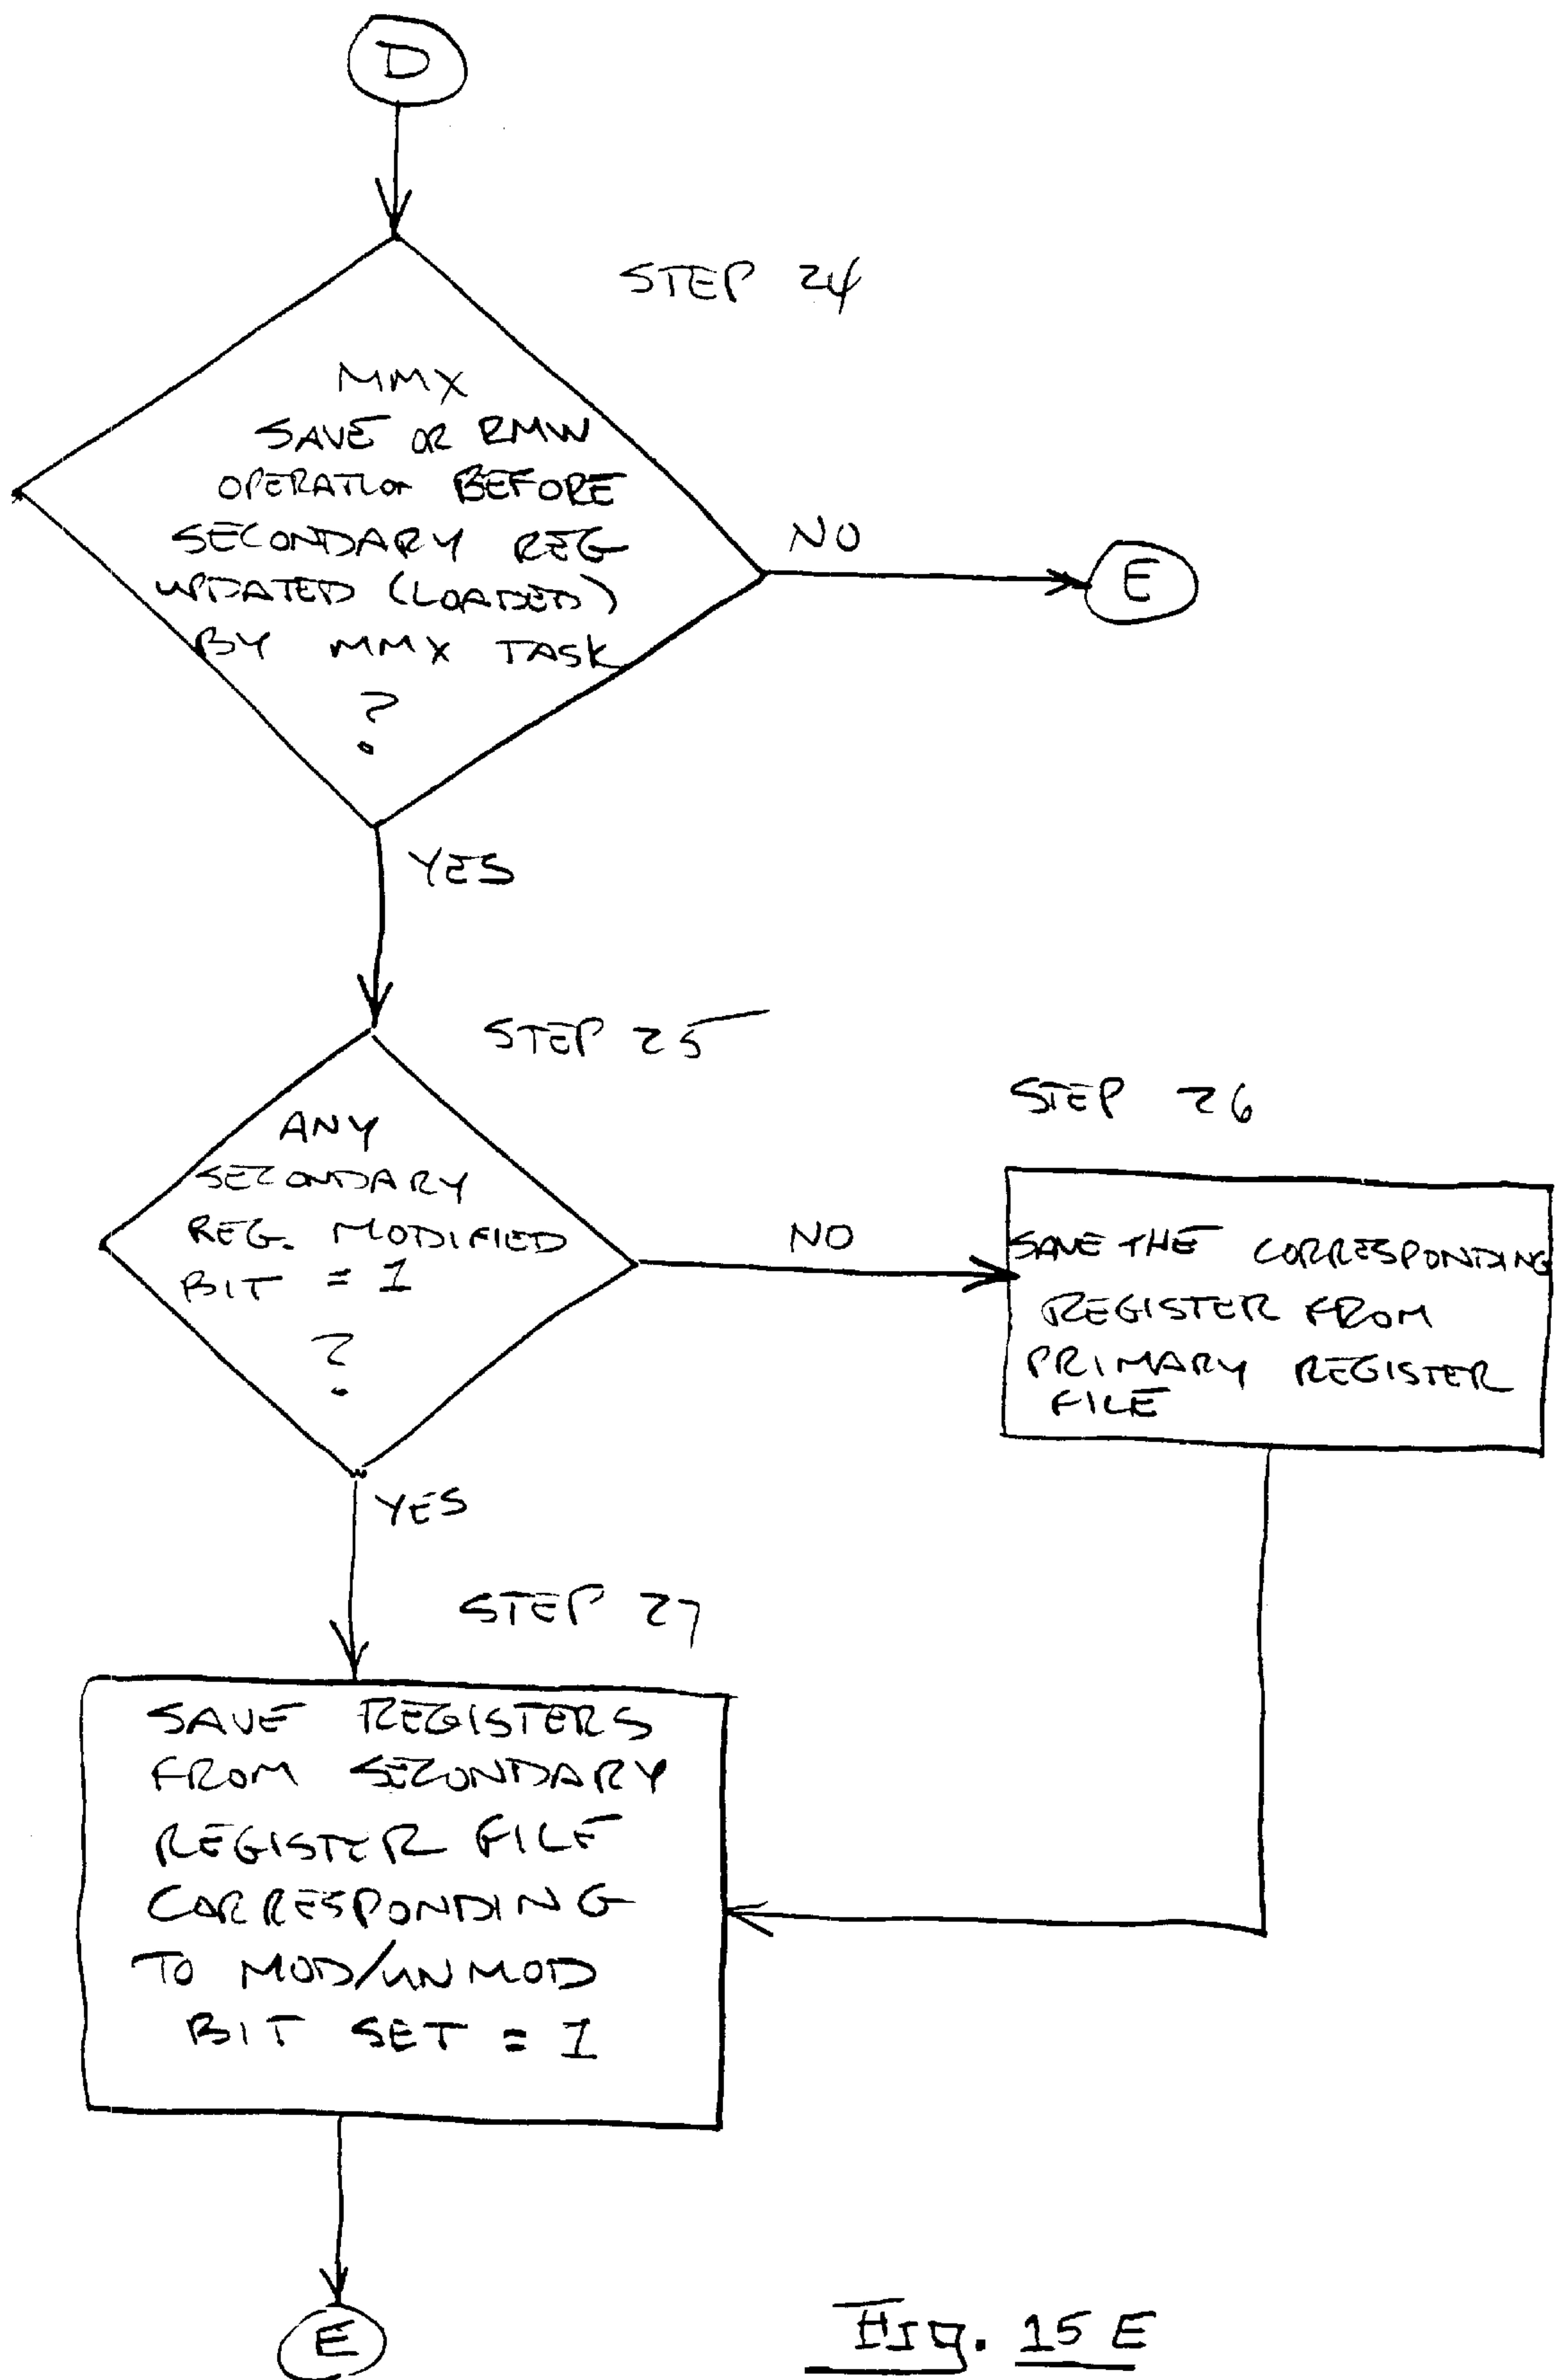 D
STEP 24
MMX
SAVE OR RMW
OPERATION BEFORE
SECONDARY REG
UPDATED (LOADED)
BY MMX TASK
?
NO
E
YES
STEP 25
ANY
SECONDARY
REG. MODIFIED
BIT = 1
?
NO
STEP 26
SAVE THE CORRESPONDING
REGISTER FROM
PRIMARY REGISTER
FILE
YES
STEP 27
SAVE REGISTERS
FROM SECONDARY
REGISTER FILE
CORRESPONDING
TO MOD/UNMOD
BIT SET = 1
E
Fig. 15E